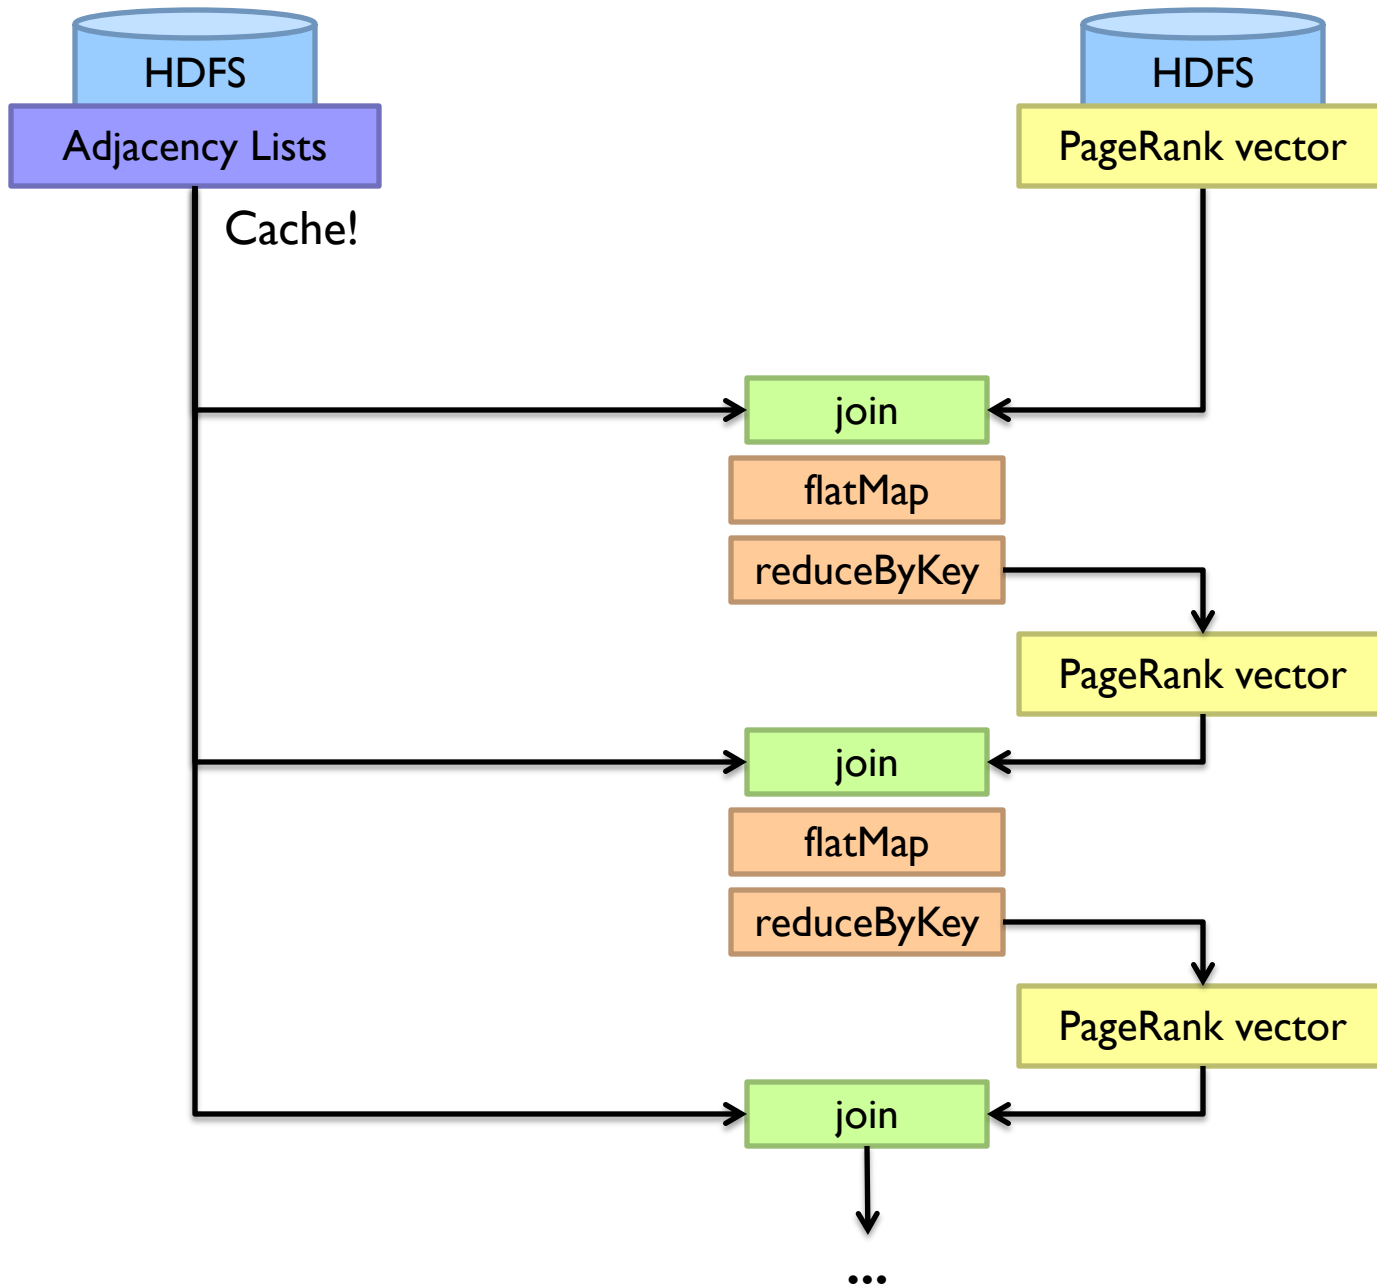 HDFS
HDFS
Adjacency Lists
PageRank vector
Cache!
join
flatMap
reduceByKey
PageRank vector
join
flatMap
reduceByKey
PageRank vector
join
...